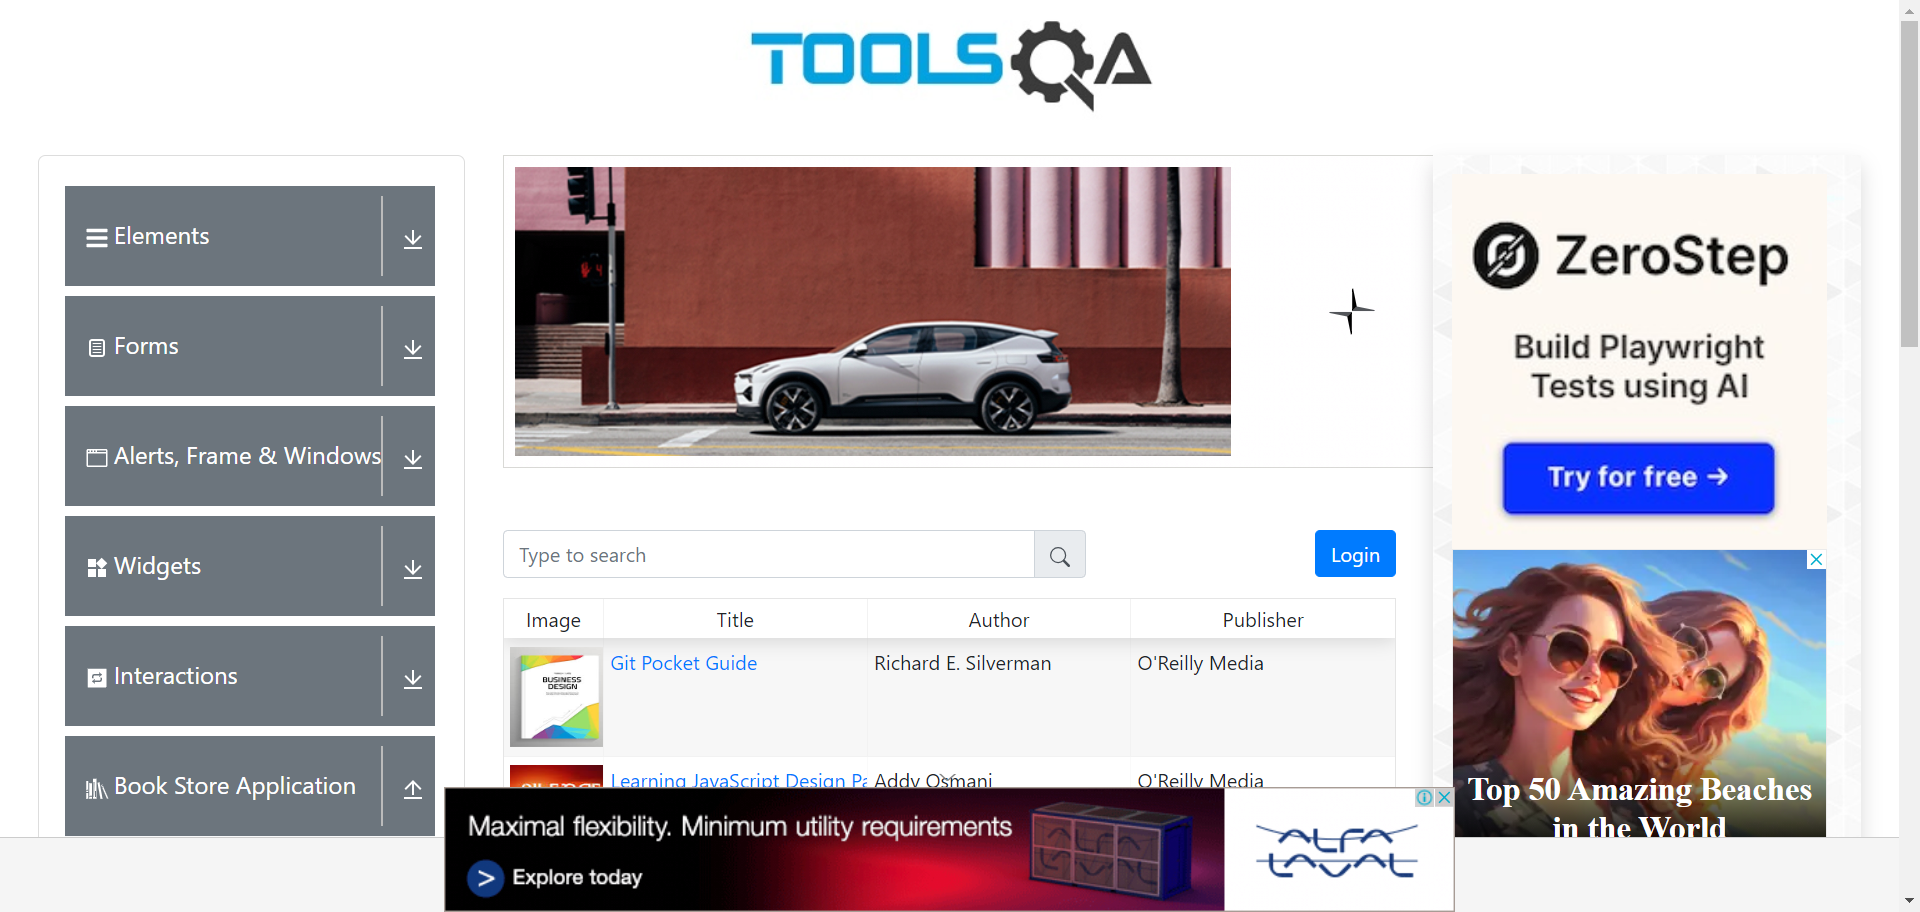 TOOLSQA
Elements
Forms
Alerts, Frame & Windows
Widgets
Interactions
Book Store Application
Type to search
Login
Image Title Author Publisher
BUSINESS
DESIGN
Git Pocket Guide Richard E. Silverman O'Reilly Media
Learning JavaScript Design Pa Addy Osmani O'Reilly Media
Maximal flexibility. Minimum utility requirements
> Explore today
ALFA
LAVAL
ZeroStep
Build Playwright
Tests using AI
Try for free →
Top 50 Amazing Beaches
in the World